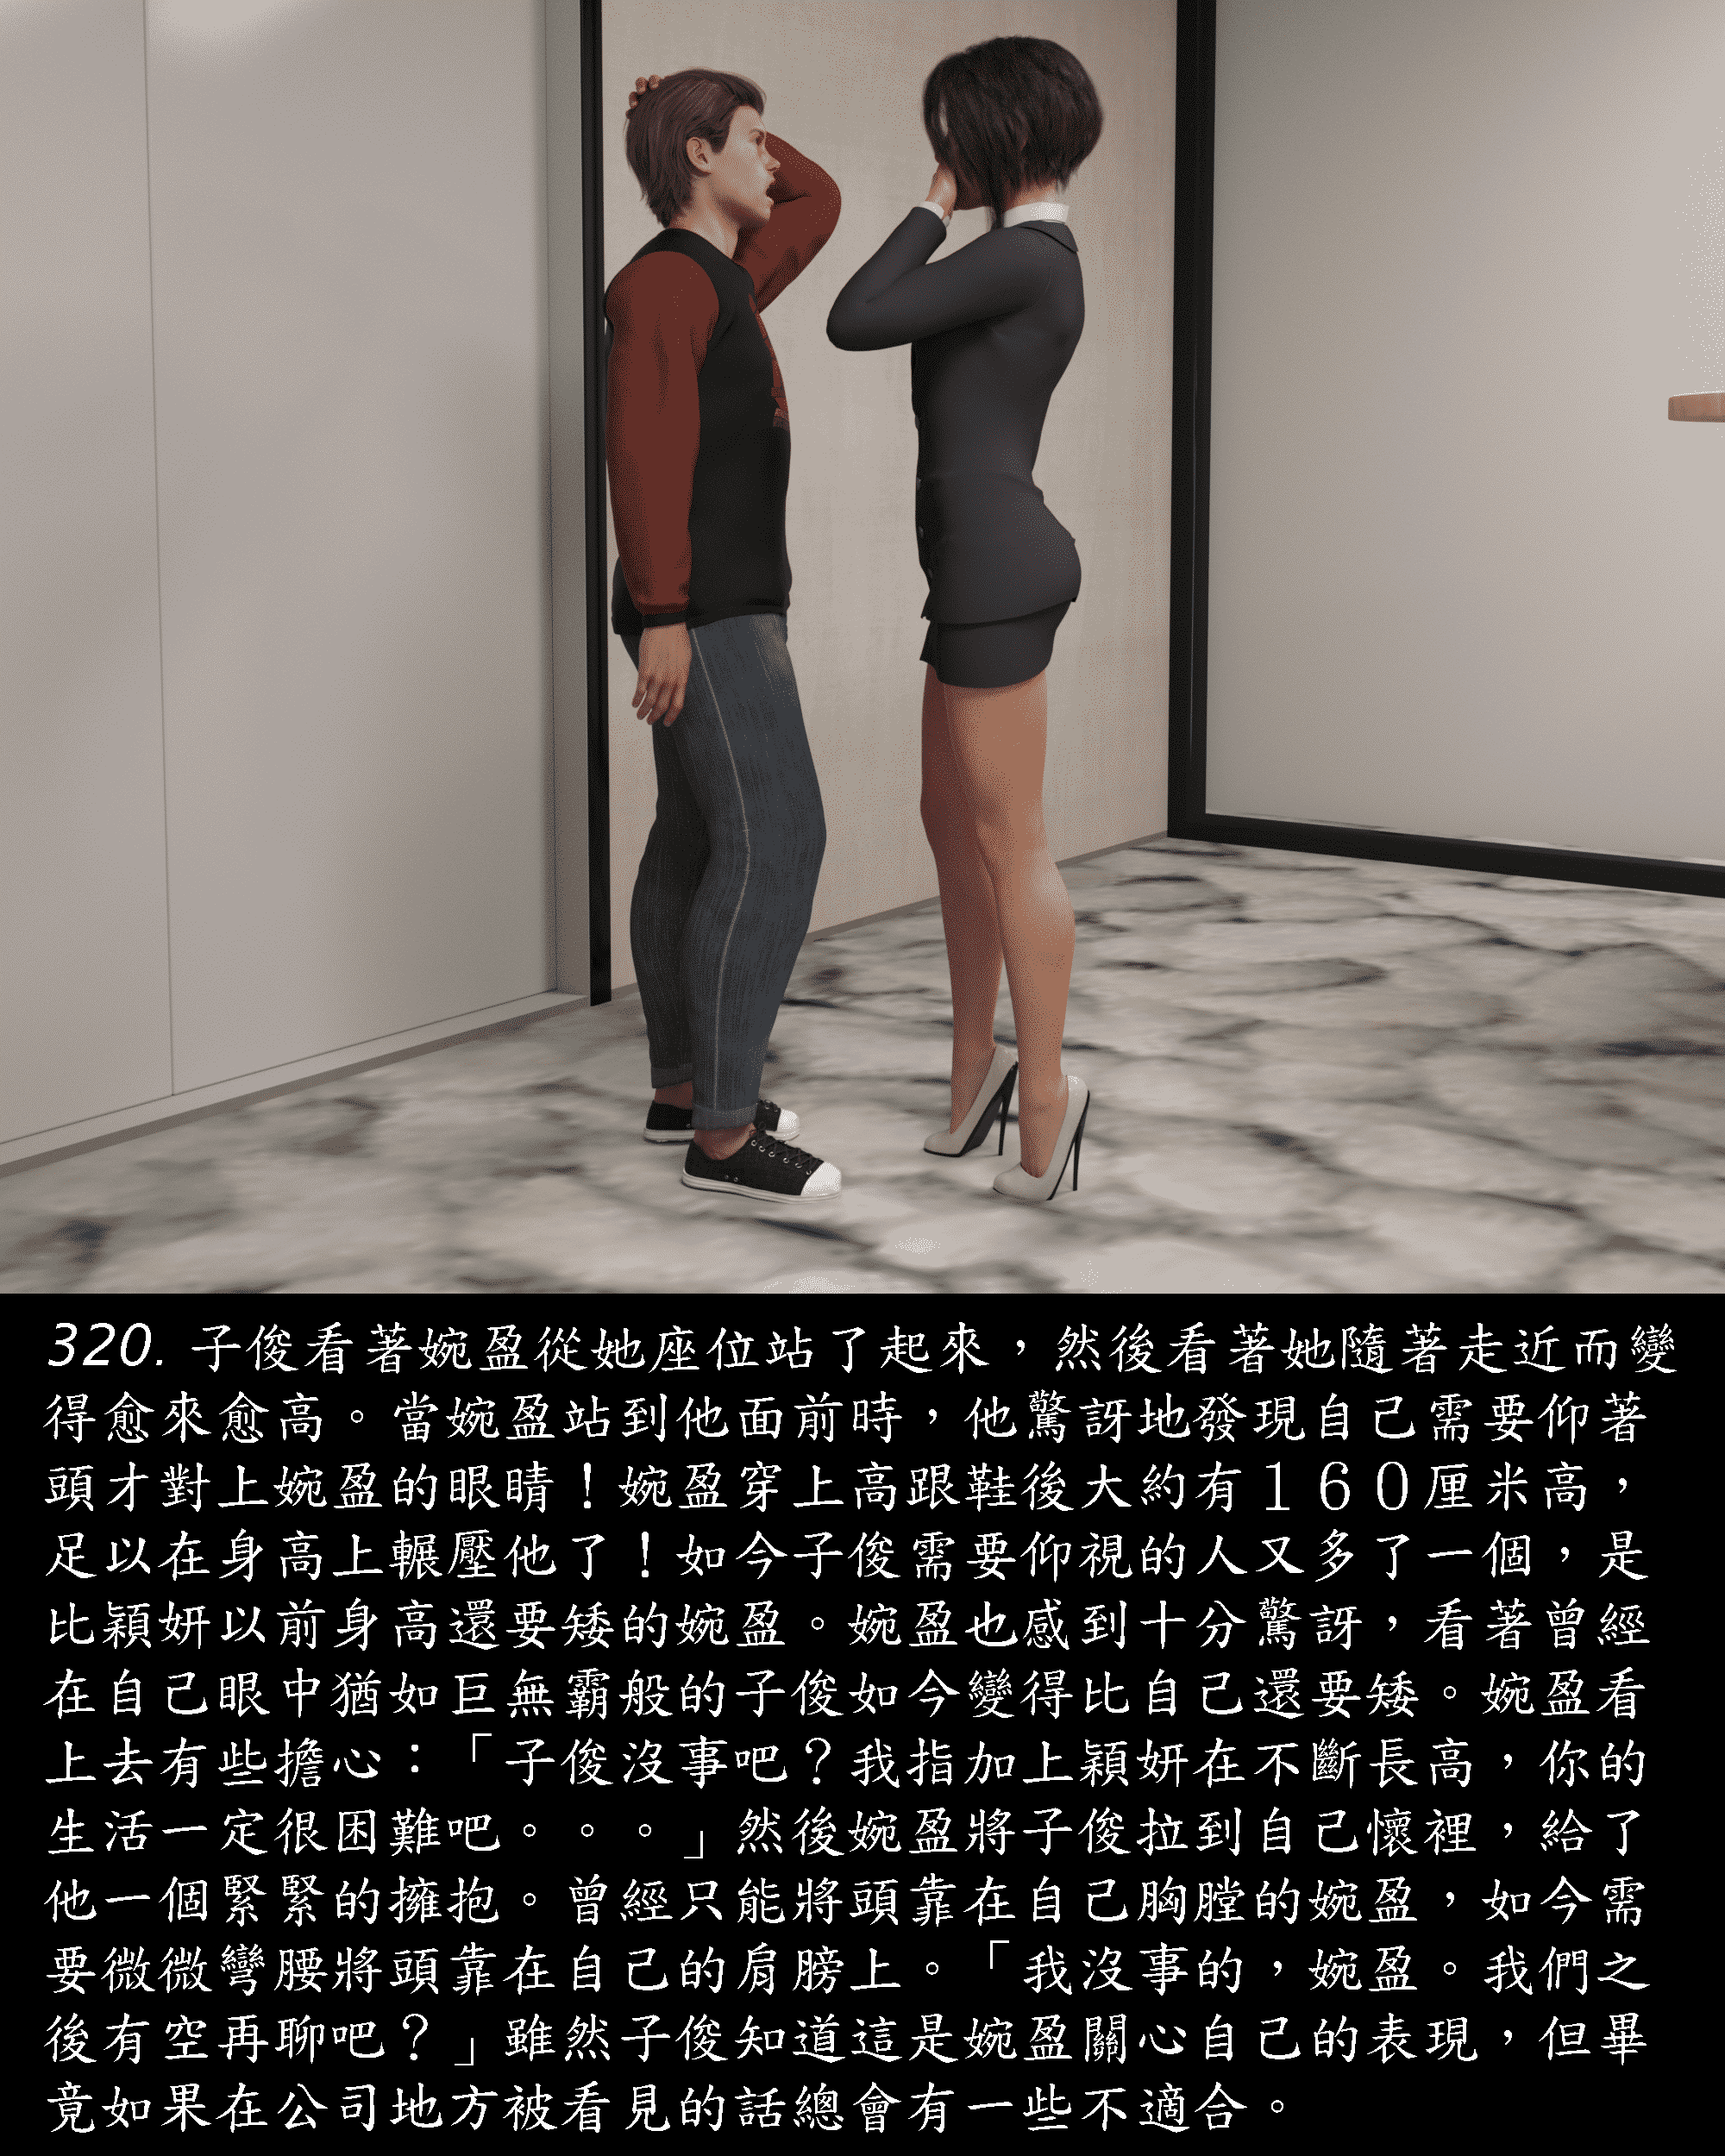 320. 子俊看著婉盈從她座位站了起來，然後看著她隨著走近而變
得愈來愈高。當婉盈站到他面前時，他驚訝地發現自己需要仰著
頭才對上婉盈的眼睛！婉盈穿上高跟鞋後大約有１６０厘米高，
足以在身高上輾壓他了！如今子俊需要仰視的人又多了一個，是
比穎妍以前身高還要矮的婉盈。婉盈也感到十分驚訝，看著曾經
在自己眼中猶如巨無霸般的子俊如今變得比自己還要矮。婉盈看
上去有些擔心：「子俊沒事吧？我指加上穎妍在不斷長高，你的
生活一定很困難吧。。。」然後婉盈將子俊拉到自己懷裡，給了
他一個緊緊的擁抱。曾經只能將頭靠在自己胸膛的婉盈，如今需
要微微彎腰將頭靠在自己的肩膀上。「我沒事的，婉盈。我們之
後有空再聊吧？」雖然子俊知道這是婉盈關心自己的表現，但畢
竟如果在公司地方被看見的話總會有一些不適合。